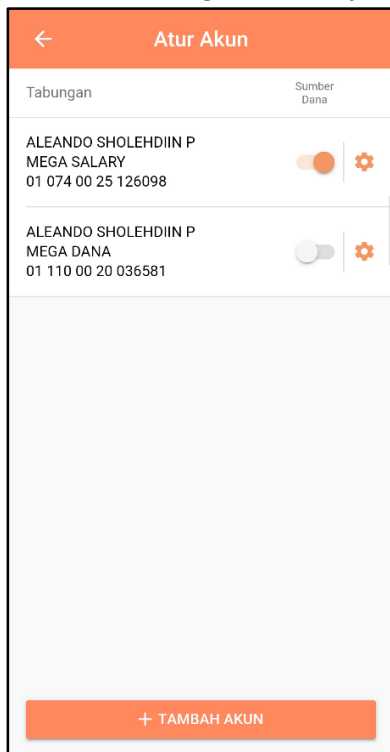 Atur Akun
Tabungan
Sumber
Dana
ALEANDO SHOLEHDIIN P
MEGA SALARY
01 074 00 25 126098
ALEANDO SHOLEHDIIN P
MEGA DANA
01 110 00 20 036581
+ TAMBAH AKUN